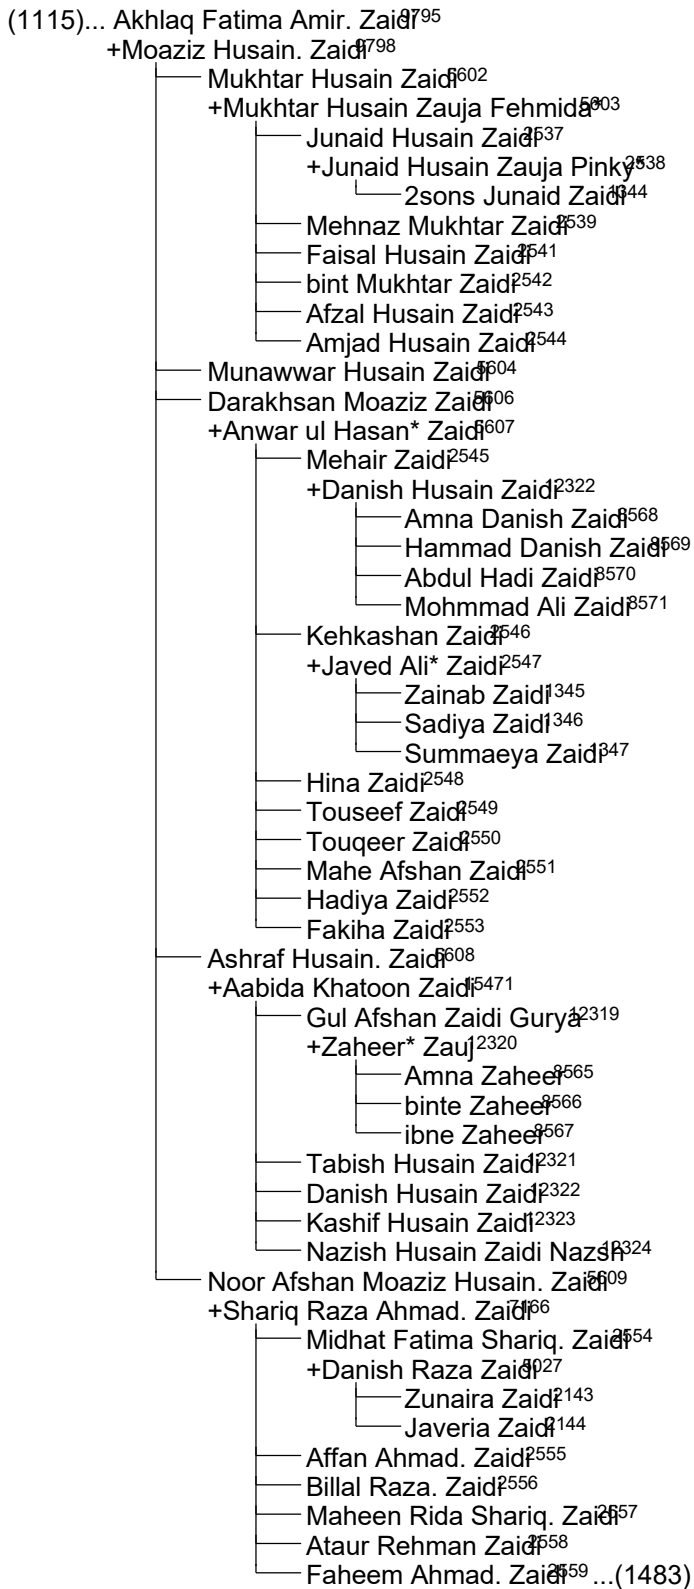 (1115)... Akhlaq Fatima Amir. Zaidi9795
+Moaziz Husain. Zaidi9798
Mukhtar Husain Zaidi5602
+Mukhtar Husain Zauja Fehmida*5603
Junaid Husain Zaidi2537
+Junaid Husain Zauja Pinky*2538
2sons Junaid Zaidi1344
Mehnaz Mukhtar Zaidi2539
Faisal Husain Zaidi2541
bint Mukhtar Zaidi2542
Afzal Husain Zaidi2543
Amjad Husain Zaidi2544
Munawwar Husain Zaidi5604
Darakhsan Moaziz Zaidi5606
+Anwar ul Hasan* Zaidi5607
Mehair Zaidi2545
+Danish Husain Zaidi12322
Amna Danish Zaidi8568
Hammad Danish Zaidi8569
Abdul Hadi Zaidi8570
Mohmmad Ali Zaidi8571
Kehkashan Zaidi2546
+Javed Ali* Zaidi2547
Zainab Zaidi1345
Sadiya Zaidi1346
Summaeya Zaidi1347
Hina Zaidi2548
Touseef Zaidi2549
Touqeer Zaidi2550
Mahe Afshan Zaidi2551
Hadiya Zaidi2552
Fakiha Zaidi2553
Ashraf Husain. Zaidi5608
+Aabida Khatoon Zaidi15471
Gul Afshan Zaidi Gurya12319
+Zaheer* Zauj12320
Amna Zaheer8565
binte Zaheer8566
ibne Zaheer8567
Tabish Husain Zaidi12321
Danish Husain Zaidi12322
Kashif Husain Zaidi12323
Nazish Husain Zaidi Nazsh12324
Noor Afshan Moaziz Husain. Zaidi5609
+Shariq Raza Ahmad. Zaidi7166
Midhat Fatima Shariq. Zaidi2554
+Danish Raza Zaidi5027
Zunaira Zaidi2143
Javeria Zaidi2144
Affan Ahmad. Zaidi2555
Billal Raza. Zaidi2556
Maheen Rida Shariq. Zaidi2557
Ataur Rehman Zaidi2558
Faheem Ahmad. Zaidi2559 ...(1483)